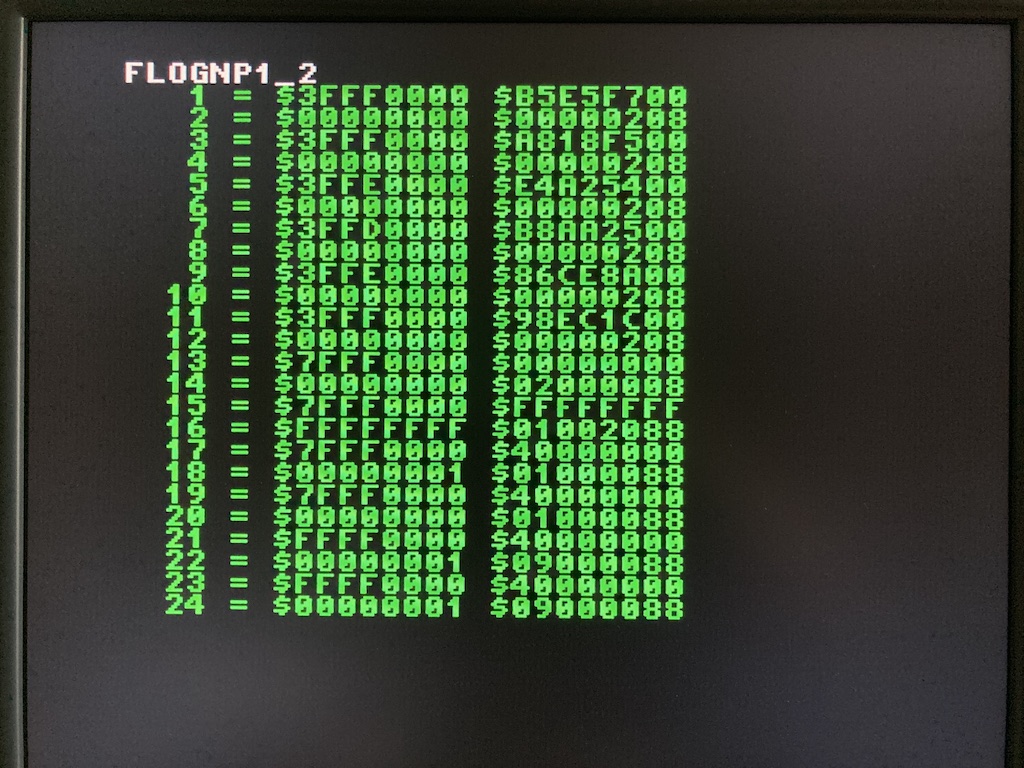 FLOGNP1_2
1 = $3FFF0000 $B5E5F700
2 = $00000000 $00000208
3 = $3FFF0000 $A818F500
4 = $00000000 $00000208
5 = $3FFE0000 $E4A25400
6 = $00000000 $00000208
7 = $3FFD0000 $B8AA2500
8 = $00000000 $00000208
9 = $3FFE0000 $86CE8A00
10 = $00000000 $00000208
11 = $3FFF0000 $98EC1C00
12 = $00000000 $00000208
13 = $7FFF0000 $00000000
14 = $00000000 $02000008
15 = $7FFF0000 $FFFFFFFF
16 = $FFFFFFFF $01002088
17 = $7FFF0000 $40000000
18 = $00000001 $01000088
19 = $7FFF0000 $40000000
20 = $00000000 $01000088
21 = $FFFF0000 $40000000
22 = $00000001 $09000088
23 = $FFFF0000 $40000000
24 = $00000001 $09000088